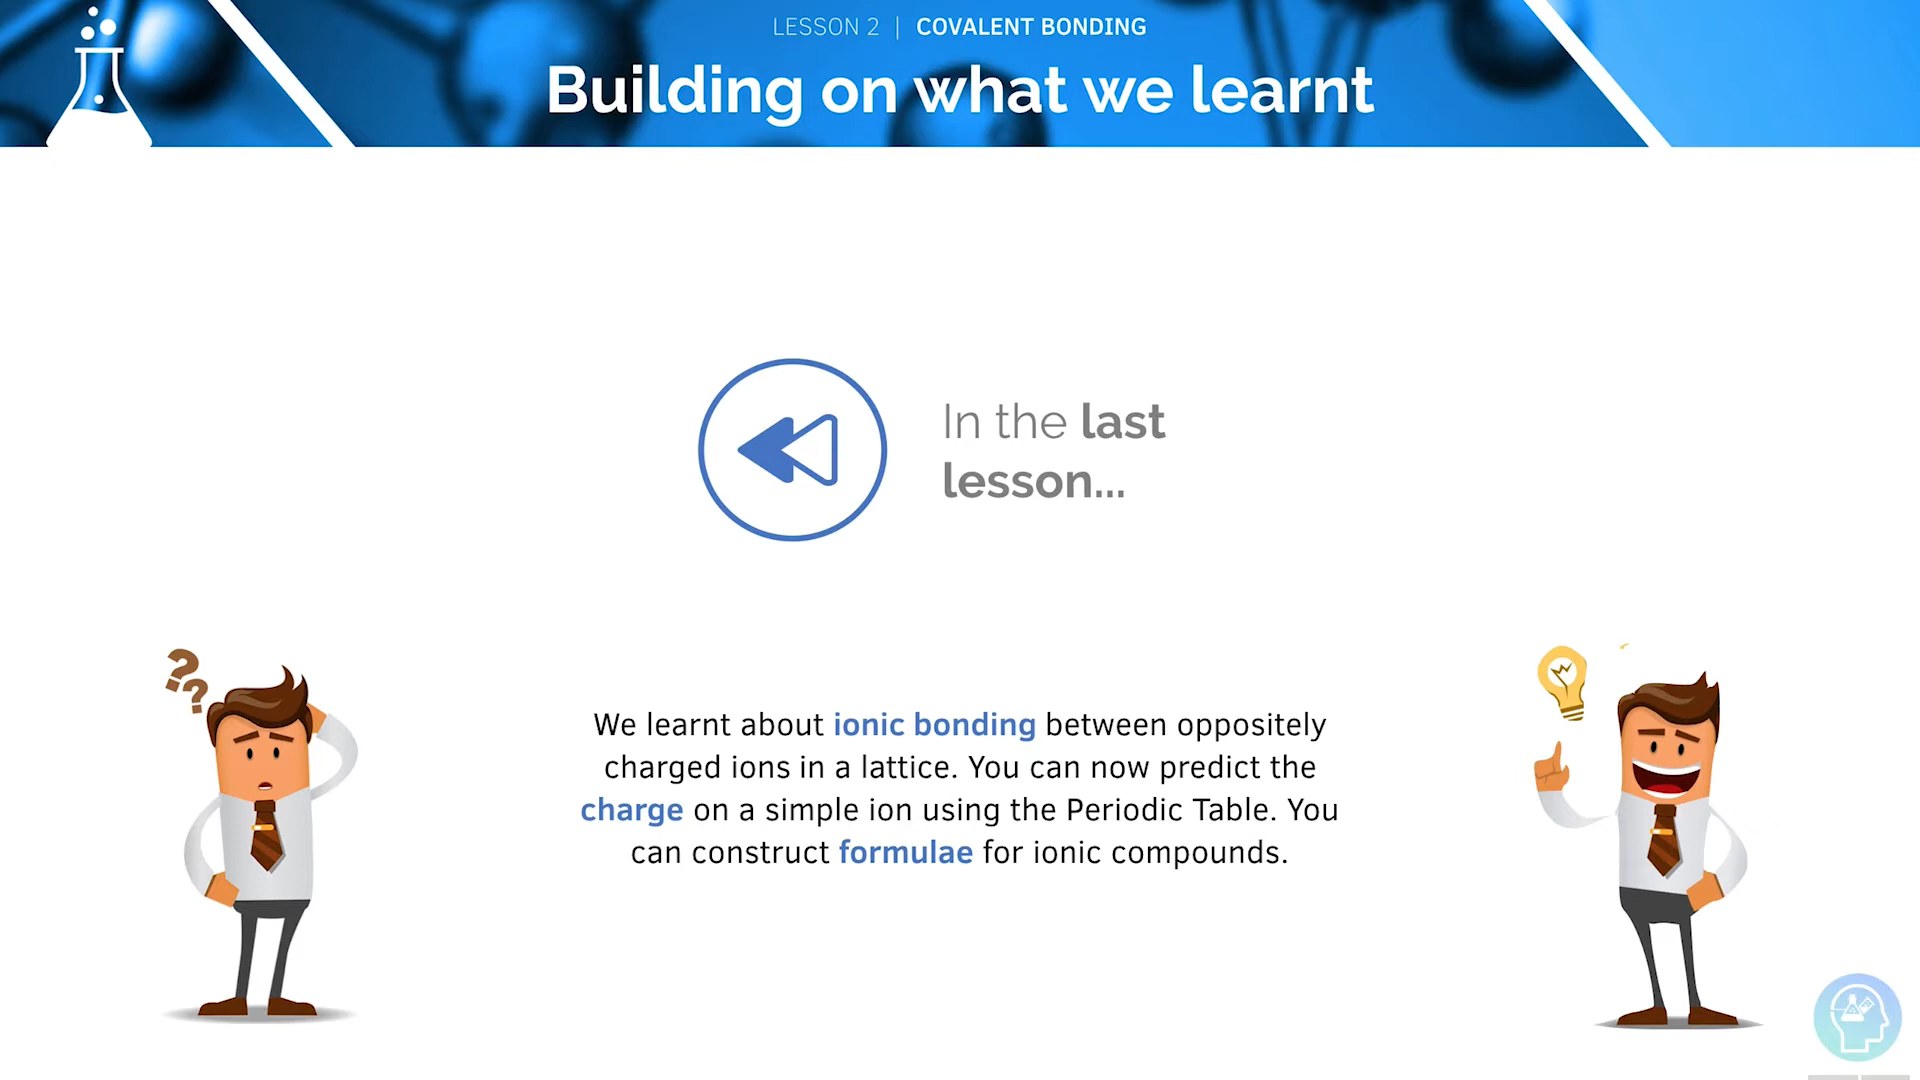 LESSON 2 | COVALENT BONDING
Building on what we learnt
In the last
lesson...
??
We learnt about ionic bonding between oppositely
charged ions in a lattice. You can now predict the
charge on a simple ion using the Periodic Table. You
can construct formulae for ionic compounds.